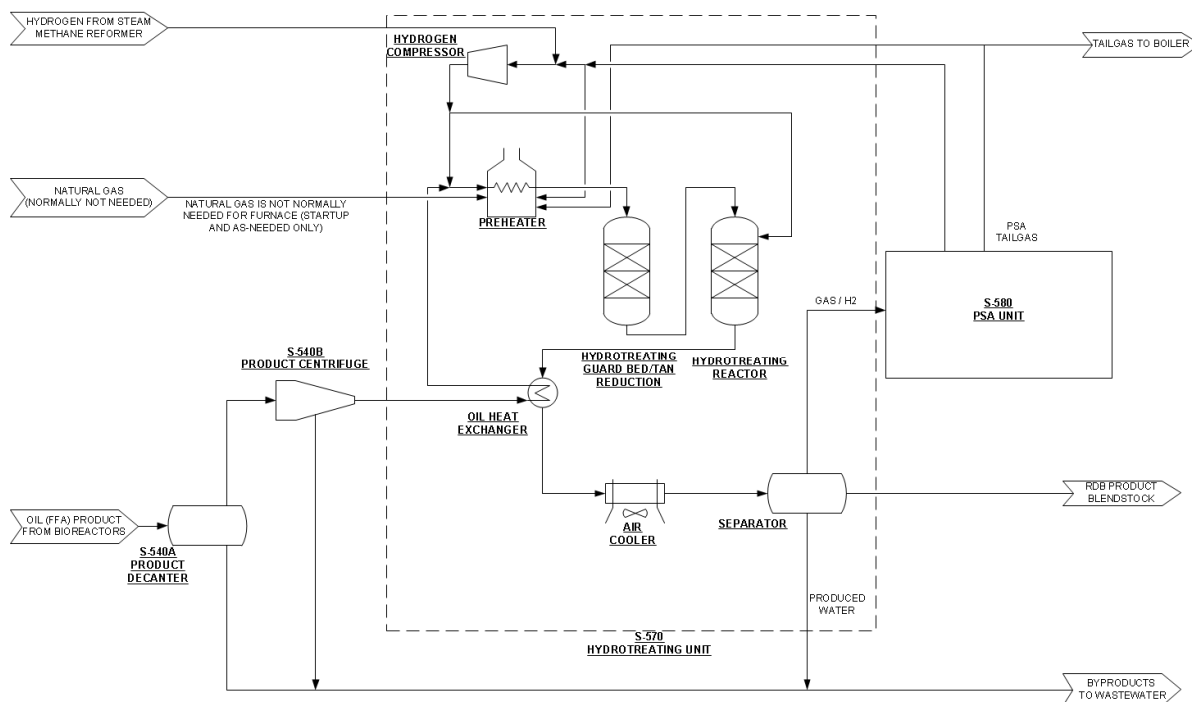 HYDROGEN FROM STEAM
METHANE REFORMER
HYDROGEN
COMPRESSOR
TAILGAS TO BOILER
NATURAL GAS
(NORMALLY NOT NEEDED)
NATURAL GAS IS NOT NORMALLY
NEEDED FOR FURNACE (STARTUP
AND AS-NEEDED ONLY)
PREHEATER
PSA
TAILGAS
GAS / H2
S-580
PSA UNIT
HYDROTREATING
GUARD BED/TAN
REDUCTION
HYDROTREATING
REACTOR
S-540B
PRODUCT CENTRIFUGE
OIL HEAT
EXCHANGER
OIL (FFA) PRODUCT
FROM BIOREACTORS
S-540A
PRODUCT
DECANTER
AIR
COOLER
SEPARATOR
RDB PRODUCT
BLENDSTOCK
PRODUCED
WATER
S-570
HYDROTREATING UNIT
BYPRODUCTS
TO WASTEWATER